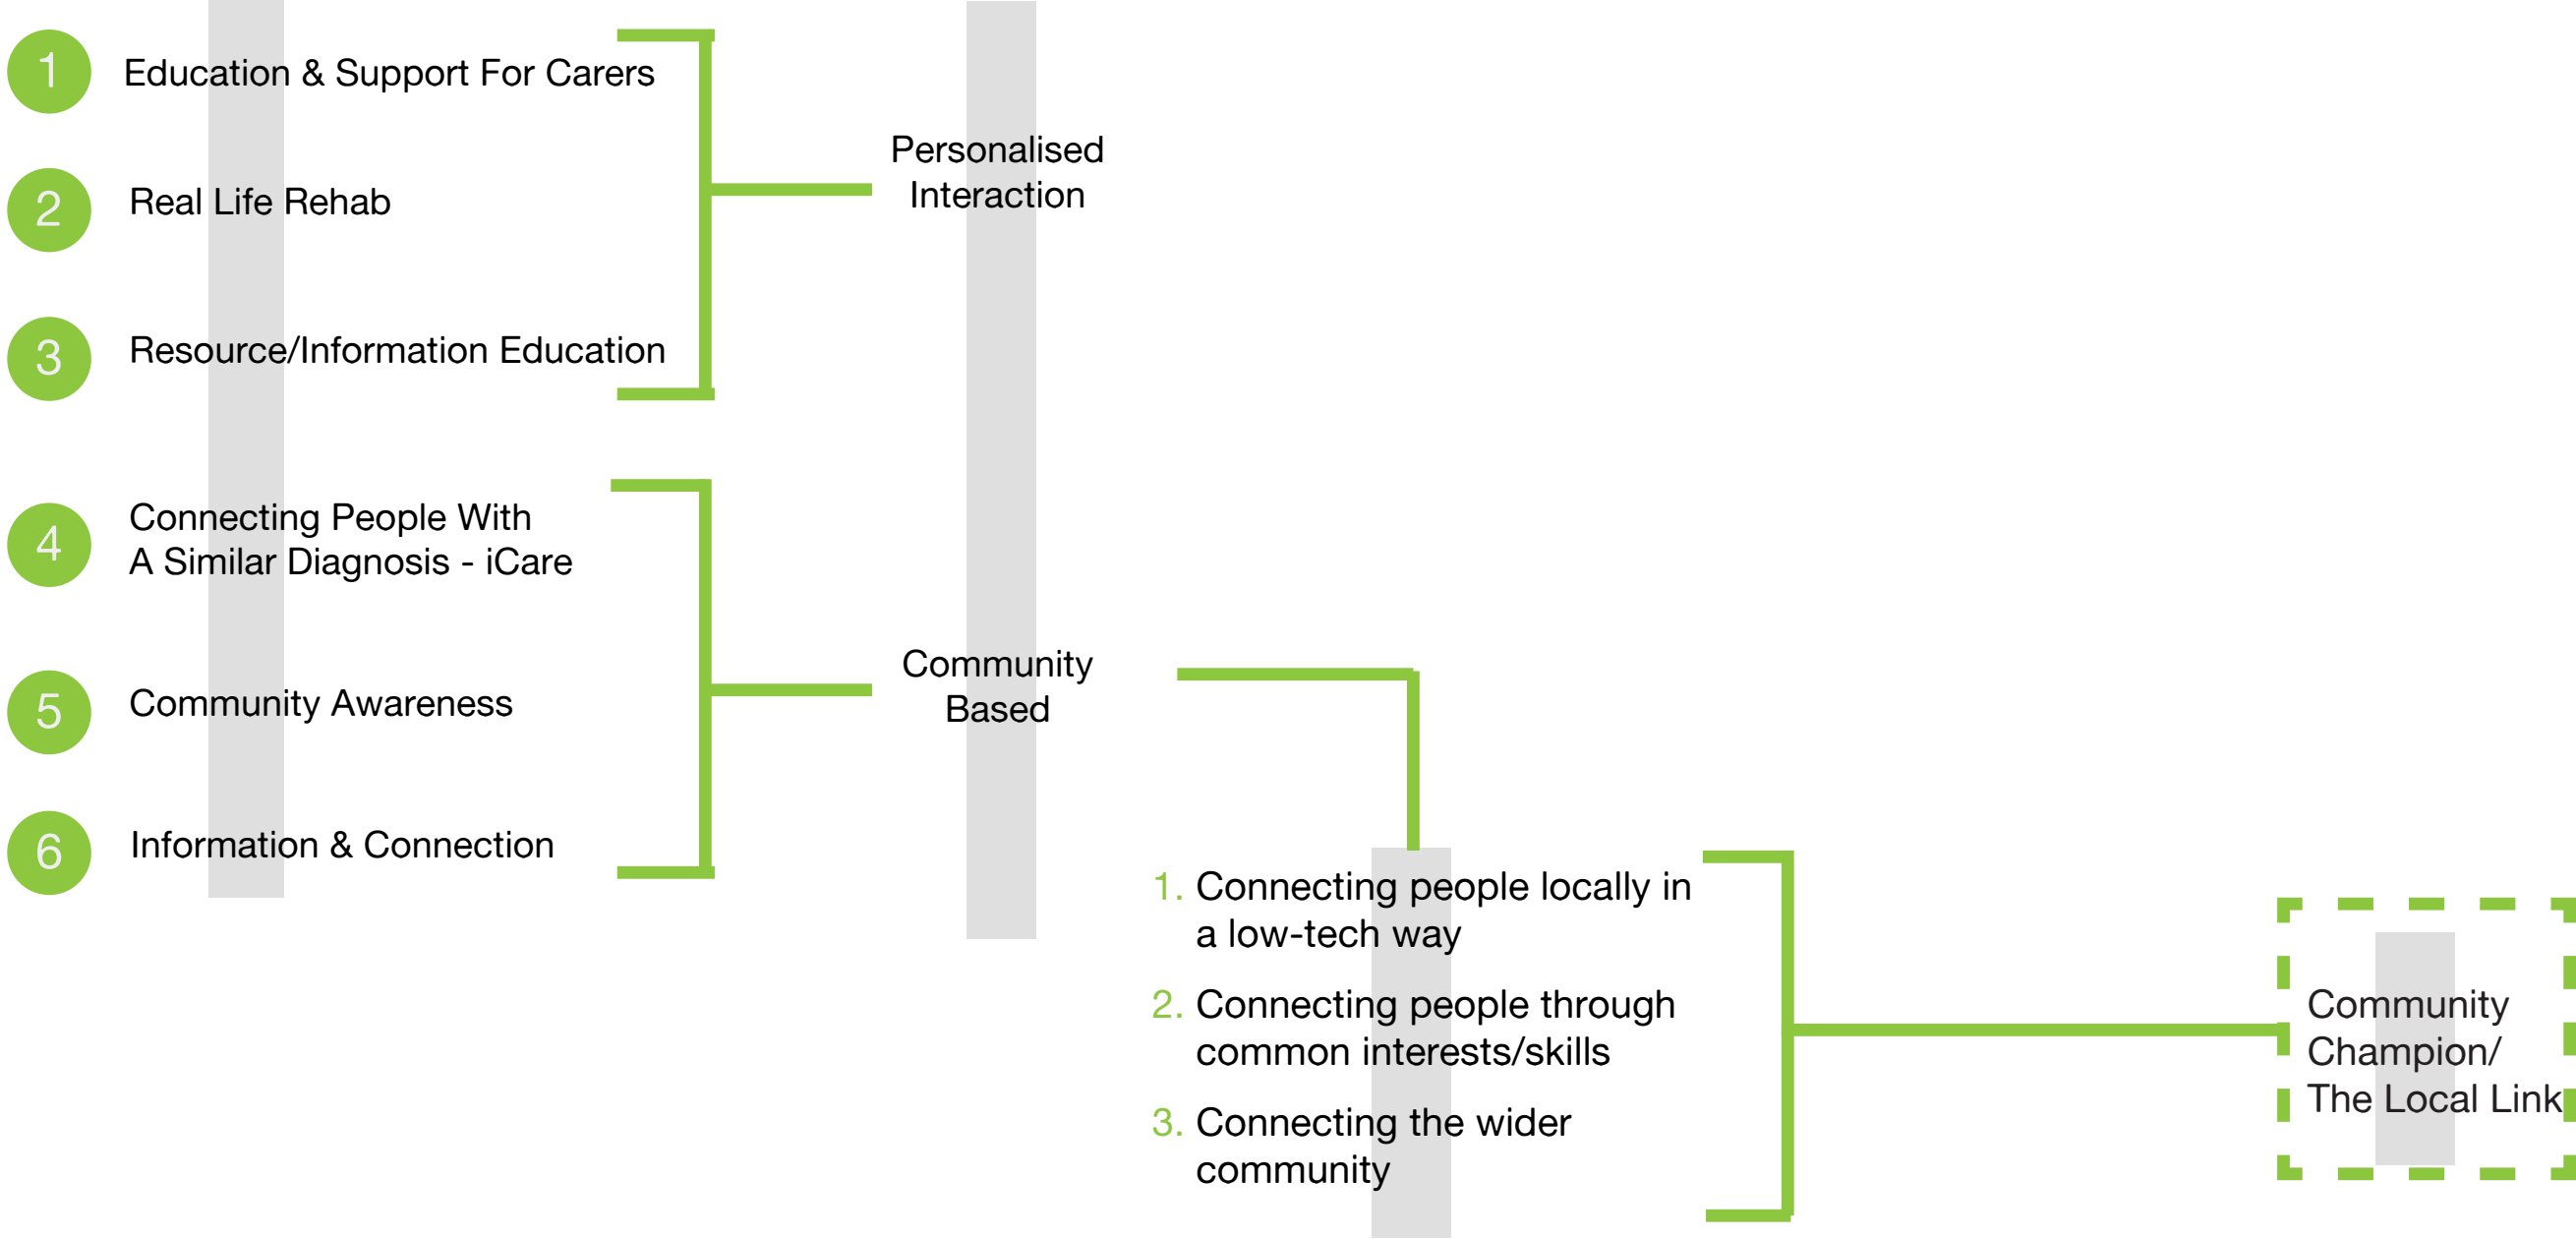 1
Education & Support For Carers
2
Real Life Rehab
3
Resource/Information Education
Personalised
Interaction
4
Connecting People With
A Similar Diagnosis - iCare
5
Community Awareness
6
Information & Connection
Community
Based
1. Connecting people locally in
a low-tech way
2. Connecting people through
common interests/skills
3. Connecting the wider
community
Community
Champion/
The Local Link